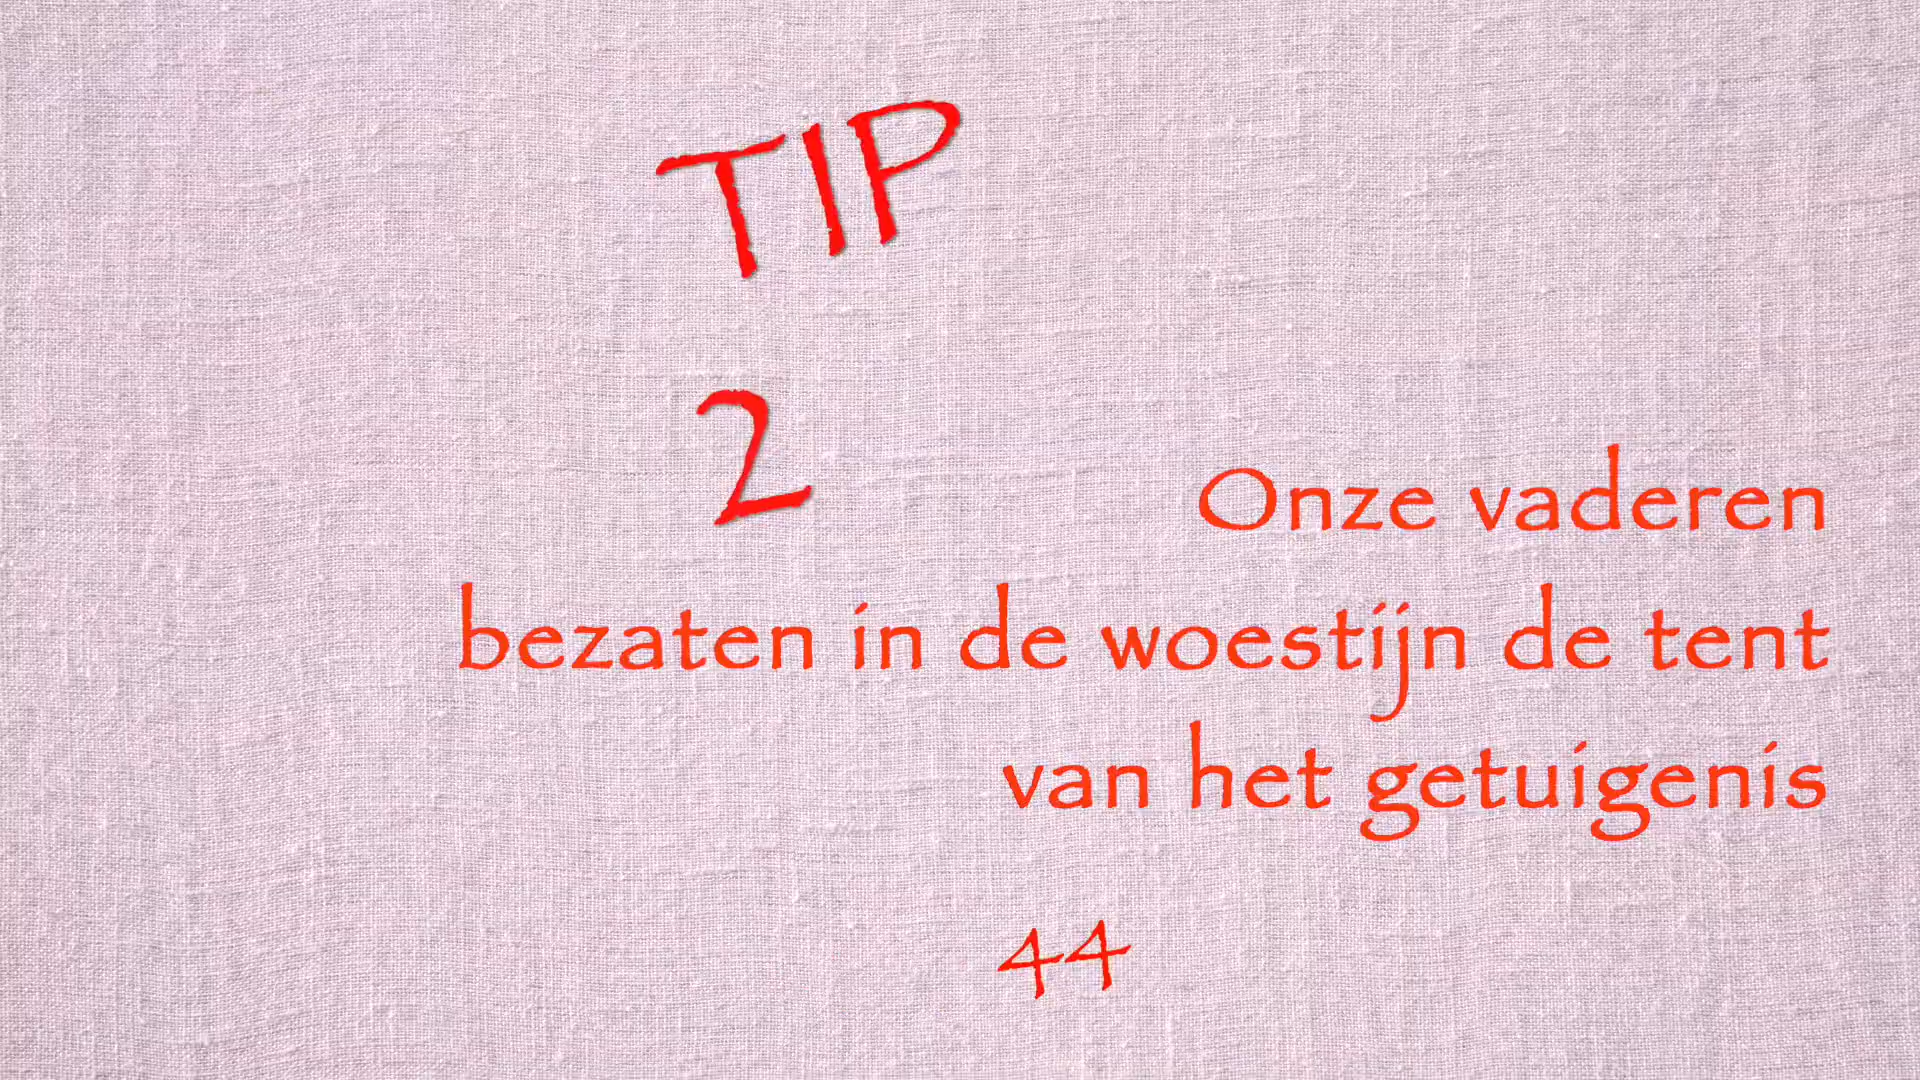 TIP
2
Onze vaderen
bezaten in de woestijn de tent
van het getuigenis
44